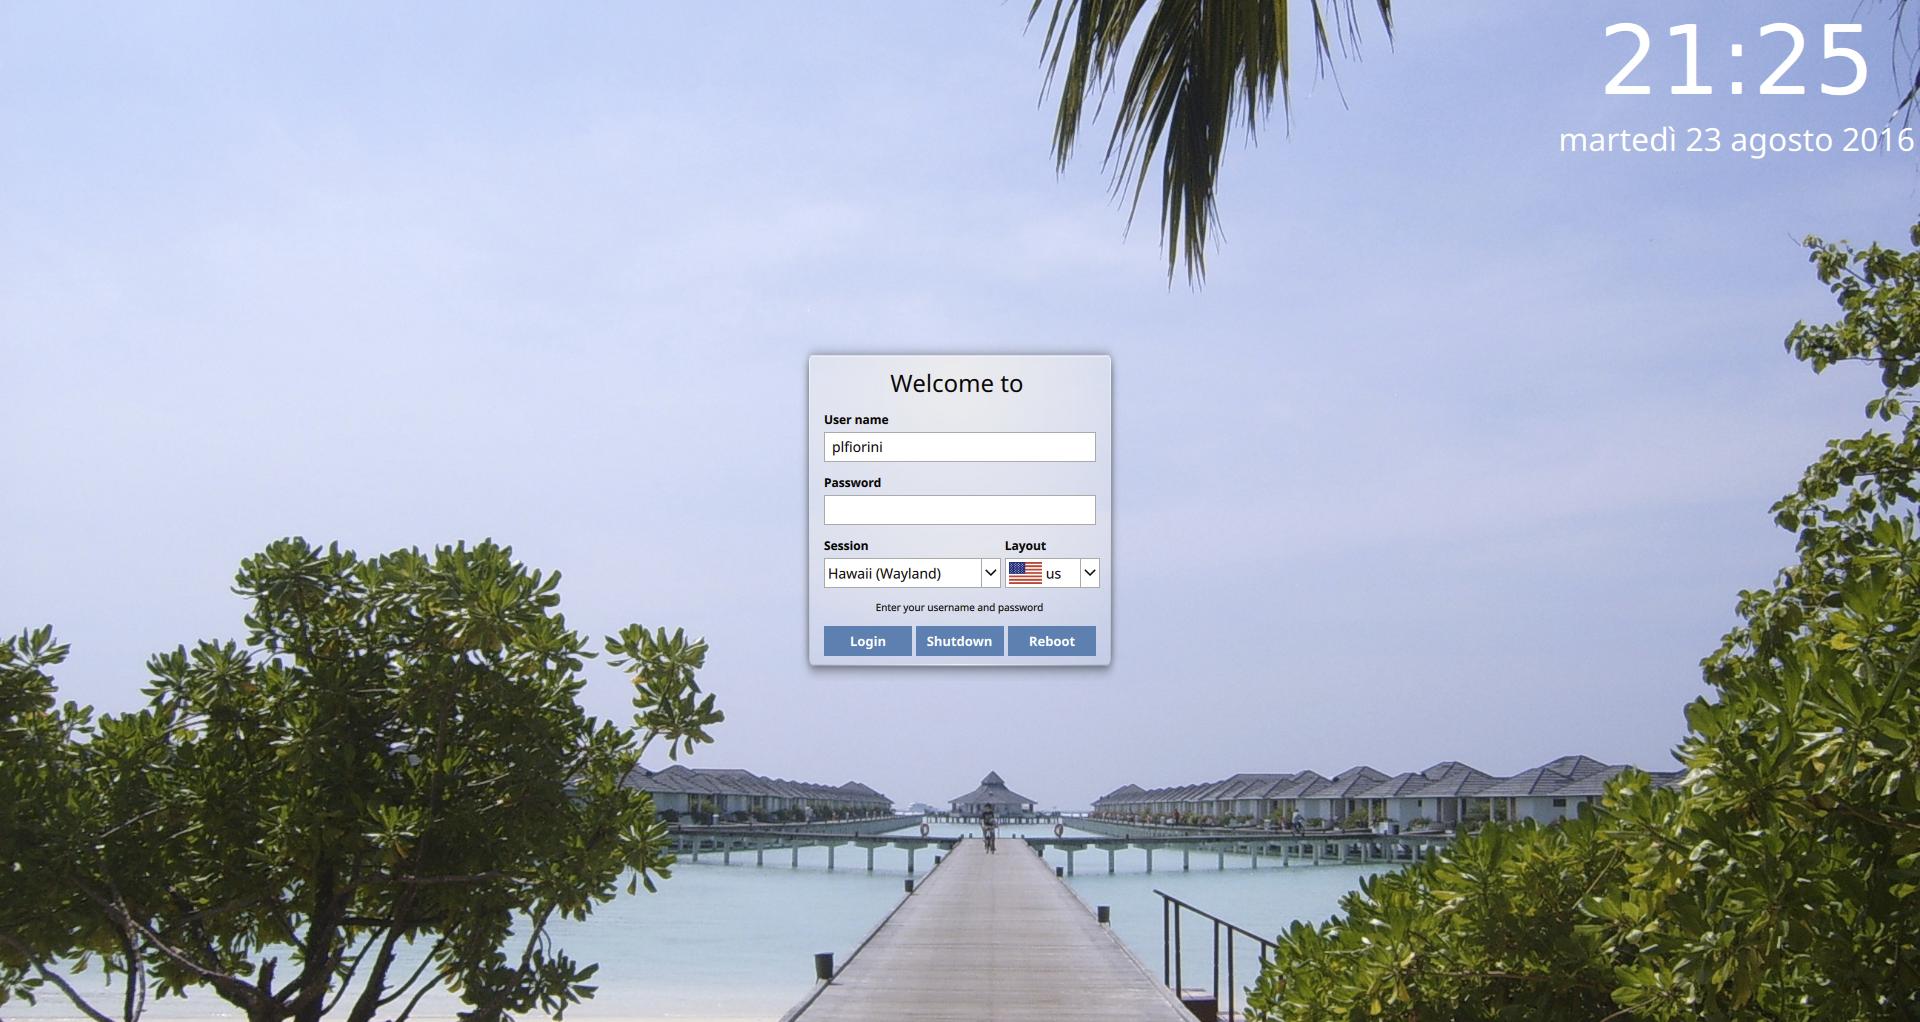 21:25
martedì 23 agosto 2016
Welcome to
User name
plfiorini
Password
Session Layout
Hawaii (Wayland) us
Enter your username and password
Login Shutdown Reboot